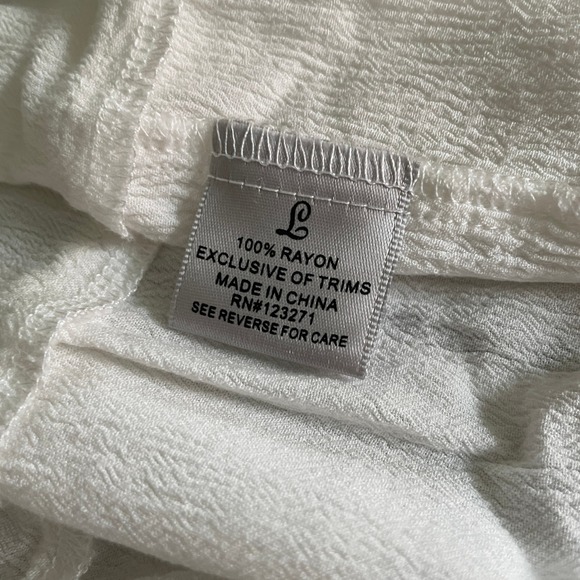 L
100% RAYON
EXCLUSIVE OF TRIMS
MADE IN CHINA
RN#123271
SEE REVERSE FOR CARE